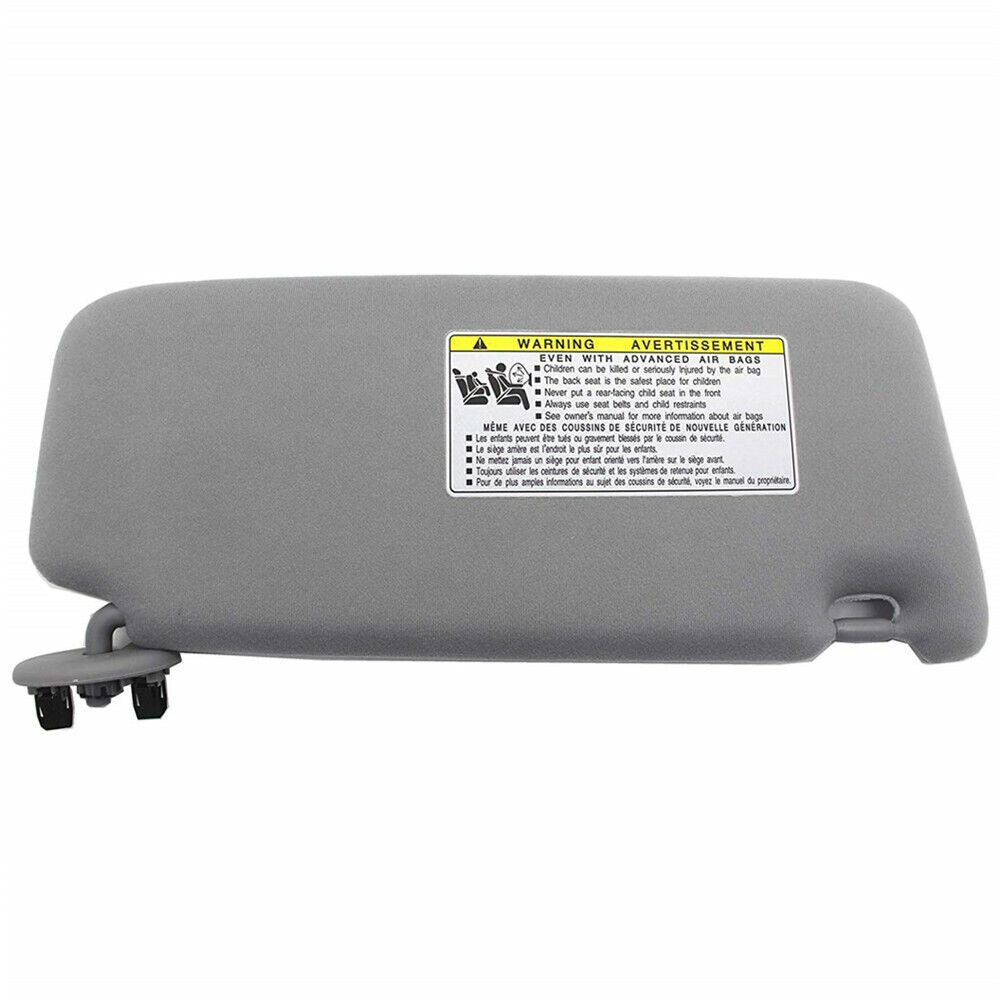 WARNING AVERTISSEMENT
EVEN WITH ADVANCED AIR BAGS
■ Children can be killed or seriously Injured by the air bag
■ The back seat is the safest place for children
■ Never put a rear-facing child seat in the front
■ Always use seat belts and child restraints
■ See owner's manual for more information about air bags
MÊME AVEC DES COUSSINS DE SÉCURITÉ DE NOUVELLE GÉNÉRATION
■ Les enfants peuvent être tués ou gravement blessés par le coussin de sécurité.
■ Le siège amère est l'endroit le plus sûr pour les enfants.
■ Ne mettez jamais un siège pour enfant orienté vers l'amère sur le siège avant.
■ Toujours utiliser les ceintures de sécurité et les systèmes de retenue pour enfants.
■ Pour de plus amples informations au sujet des coussins de sécurité, voyez le manuel du propriétaire.